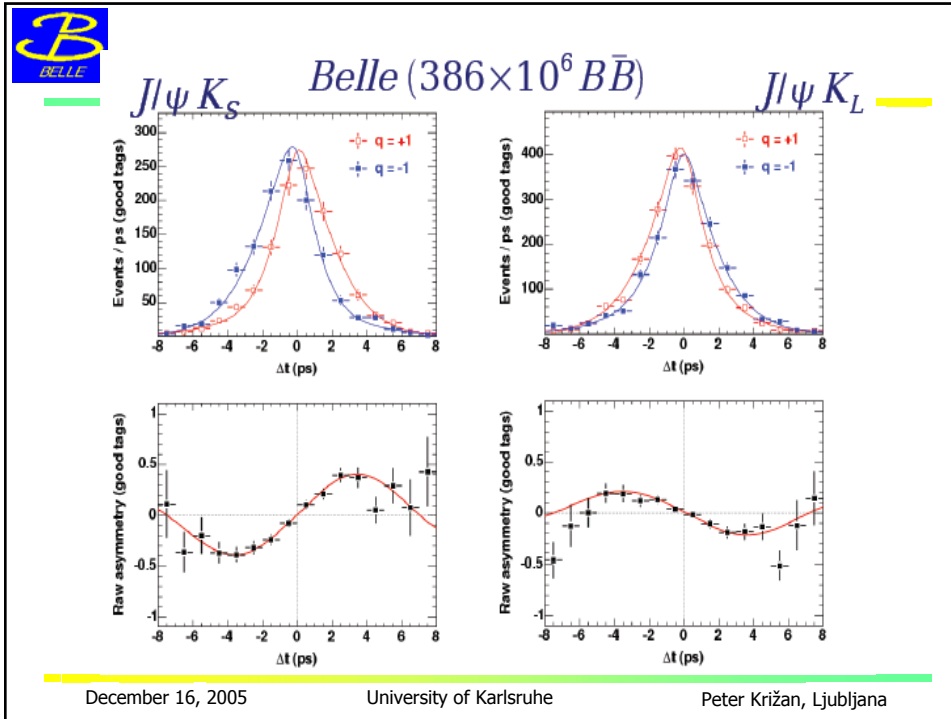 B
BELLE
J/ψ K_S
Belle (386×10⁶ BB̄)
J/ψ K_L
Events / ps (good tags)
300
250
200
150
100
50
q = +1
q = -1
-8 -6 -4 -2 0 2 4 6 8
Δt (ps)
Events / ps (good tags)
400
300
200
100
q = +1
q = -1
-8 -6 -4 -2 0 2 4 6 8
Δt (ps)
Raw asymmetry (good tags)
1
0.5
0
-0.5
-1
-8 -6 -4 -2 0 2 4 6 8
Δt (ps)
Raw asymmetry (good tags)
1
0.5
0
-0.5
-1
-8 -6 -4 -2 0 2 4 6 8
Δt (ps)
December 16, 2005
University of Karlsruhe
Peter Križan, Ljubljana